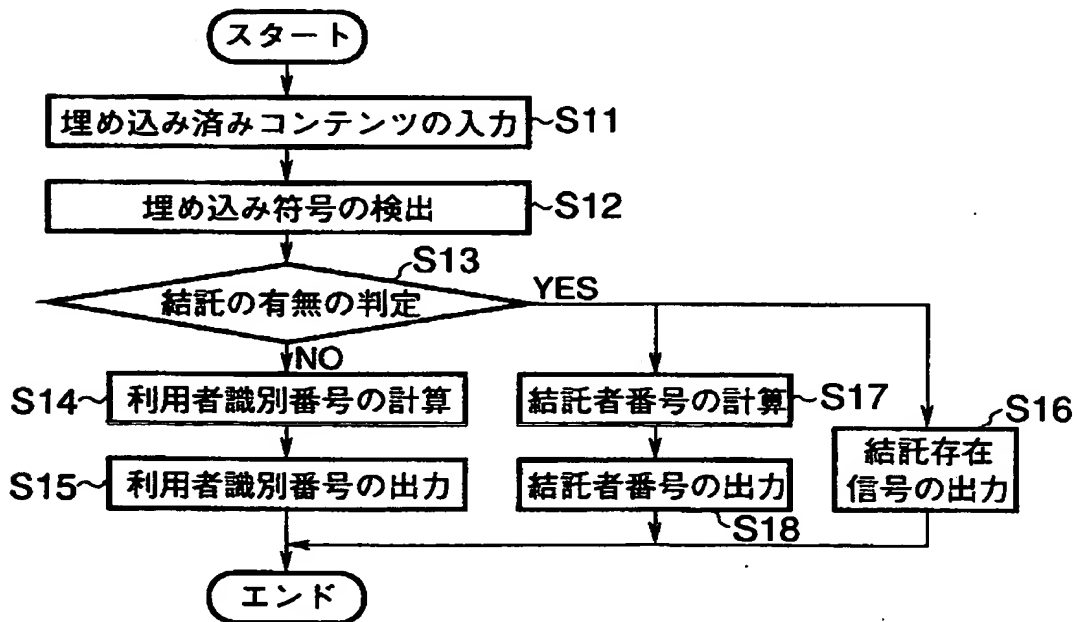 スタート
埋め込み済みコンテンツの入力
S11
埋め込み符号の検出
S12
S13
結託の有無の判定
YES
NO
S14
利用者識別番号の計算
結託者番号の計算
S17
S16
結託存在
信号の出力
S15
利用者識別番号の出力
結託者番号の出力
S18
エンド